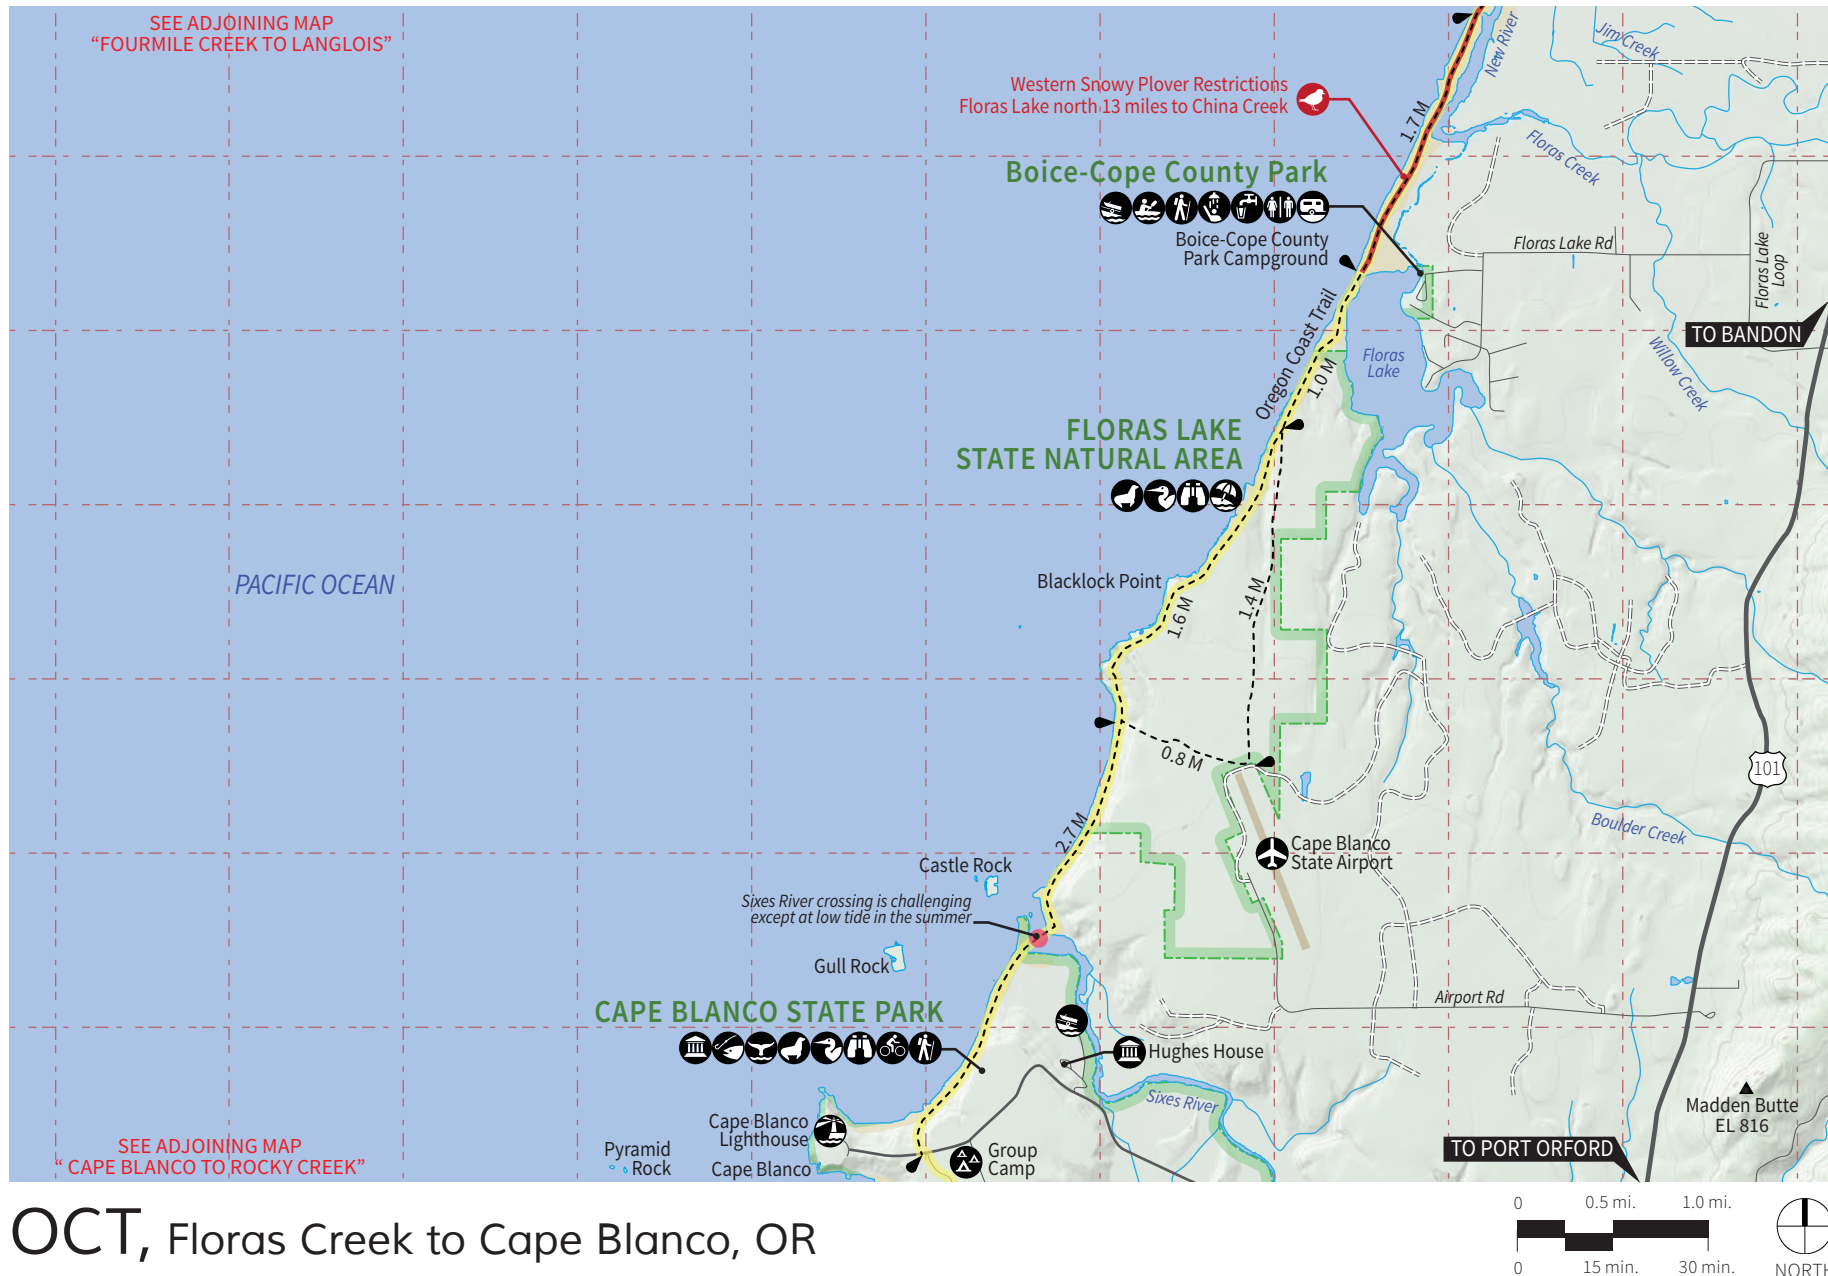 SEE ADJOINING MAP
“FOURMILE CREEK TO LANGLOIS”
New River
Jim Creek
Western Snowy Plover Restrictions
Floras Lake north 13 miles to China Creek
1.7 M
Floras Creek
Boice-Cope County Park
Boice-Cope County
Park Campground
Floras Lake Rd
Floras Lake
Loop
TO BANDON
Oregon Coast Trail
1.0 M
Floras
Lake
Willow Creek
FLORAS LAKE
STATE NATURAL AREA
PACIFIC OCEAN
Blacklock Point
1.6 M
1.4 M
0.8 M
101
2.7 M
Boulder Creek
Cape Blanco
State Airport
Castle Rock
Sixes River crossing is challenging
except at low tide in the summer
Gull Rock
CAPE BLANCO STATE PARK
Airport Rd
Hughes House
Sixes River
Madden Butte
EL 816
Cape Blanco
Lighthouse
Pyramid
Rock
Cape Blanco
Group
Camp
TO PORT ORFORD
SEE ADJOINING MAP
“ CAPE BLANCO TO ROCKY CREEK”
OCT, Floras Creek to Cape Blanco, OR
0 0.5 mi. 1.0 mi.
0 15 min. 30 min.
NORTH